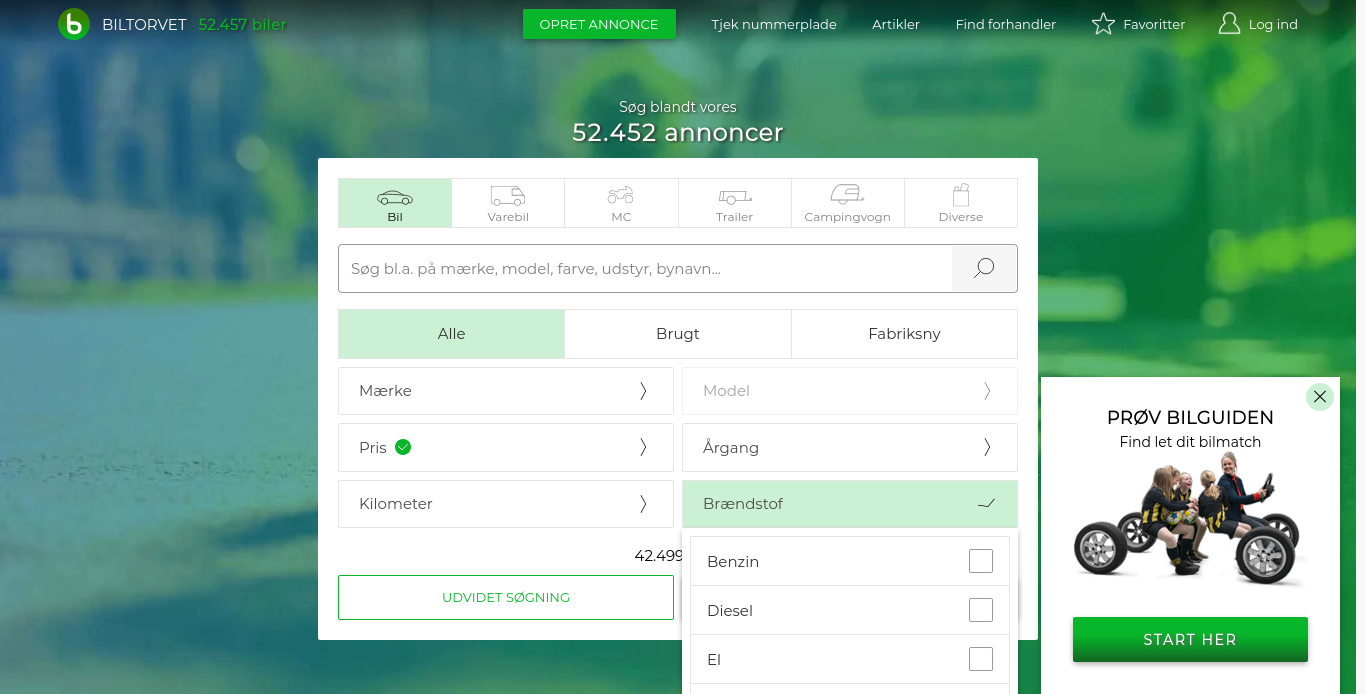 BILTORVET 52.457 biler
OPRET ANNONCE
Tjek nummerplade
Artikler
Find forhandler
Favoritter
Log ind
Søg blandt vores
52.452 annoncer
Bil
Varebil
MC
Trailer
Campingvogn
Diverse
Søg bl.a. på mærke, model, farve, udstyr, bynavn...
Alle
Brugt
Fabriksny
Mærke
Model
Pris
Årgang
Kilometer
Brændstof
42.499
UDVIDET SØGNING
Benzin
Diesel
El
PRØV BILGUIDEN
Find let dit bilmatch
START HER